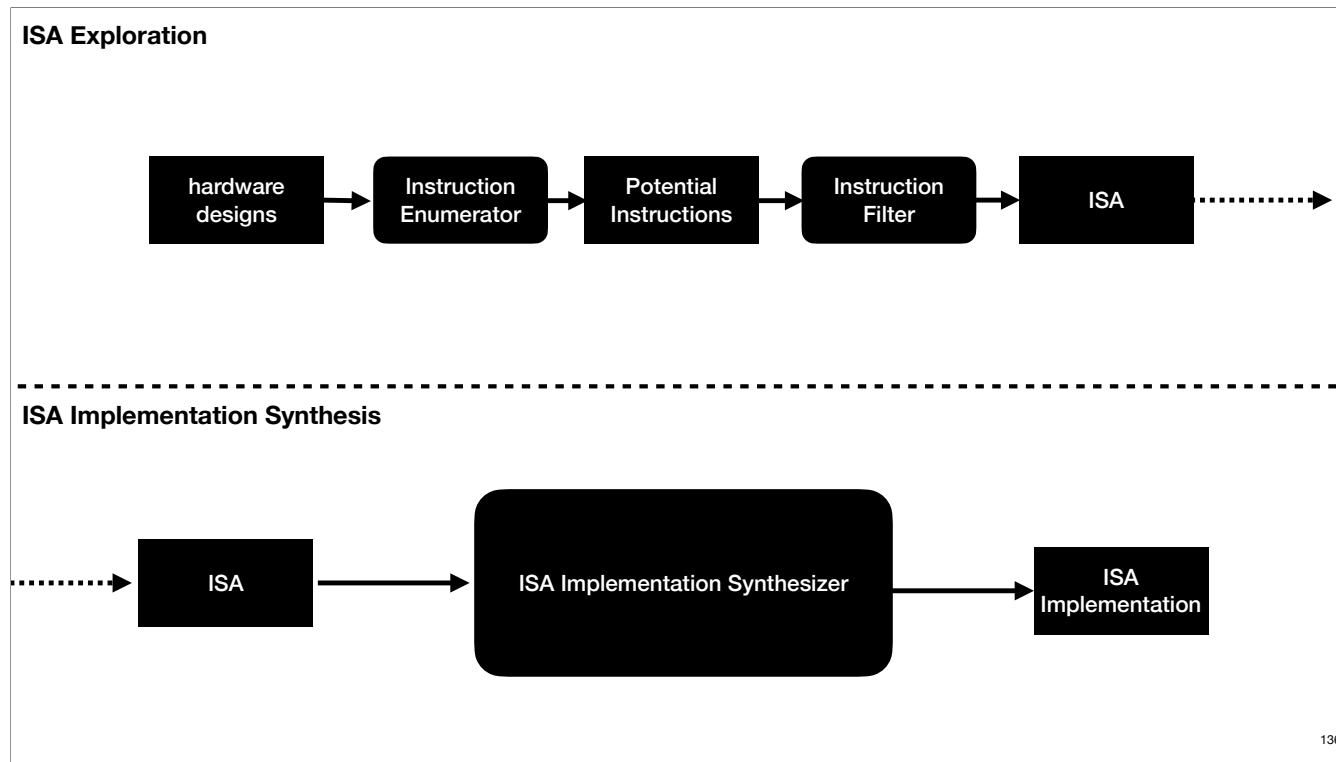 ISA Exploration
hardware
designs
Instruction
Enumerator
Potential
Instructions
Instruction
Filter
ISA
ISA Implementation Synthesis
ISA
ISA Implementation Synthesizer
ISA
Implementation
136